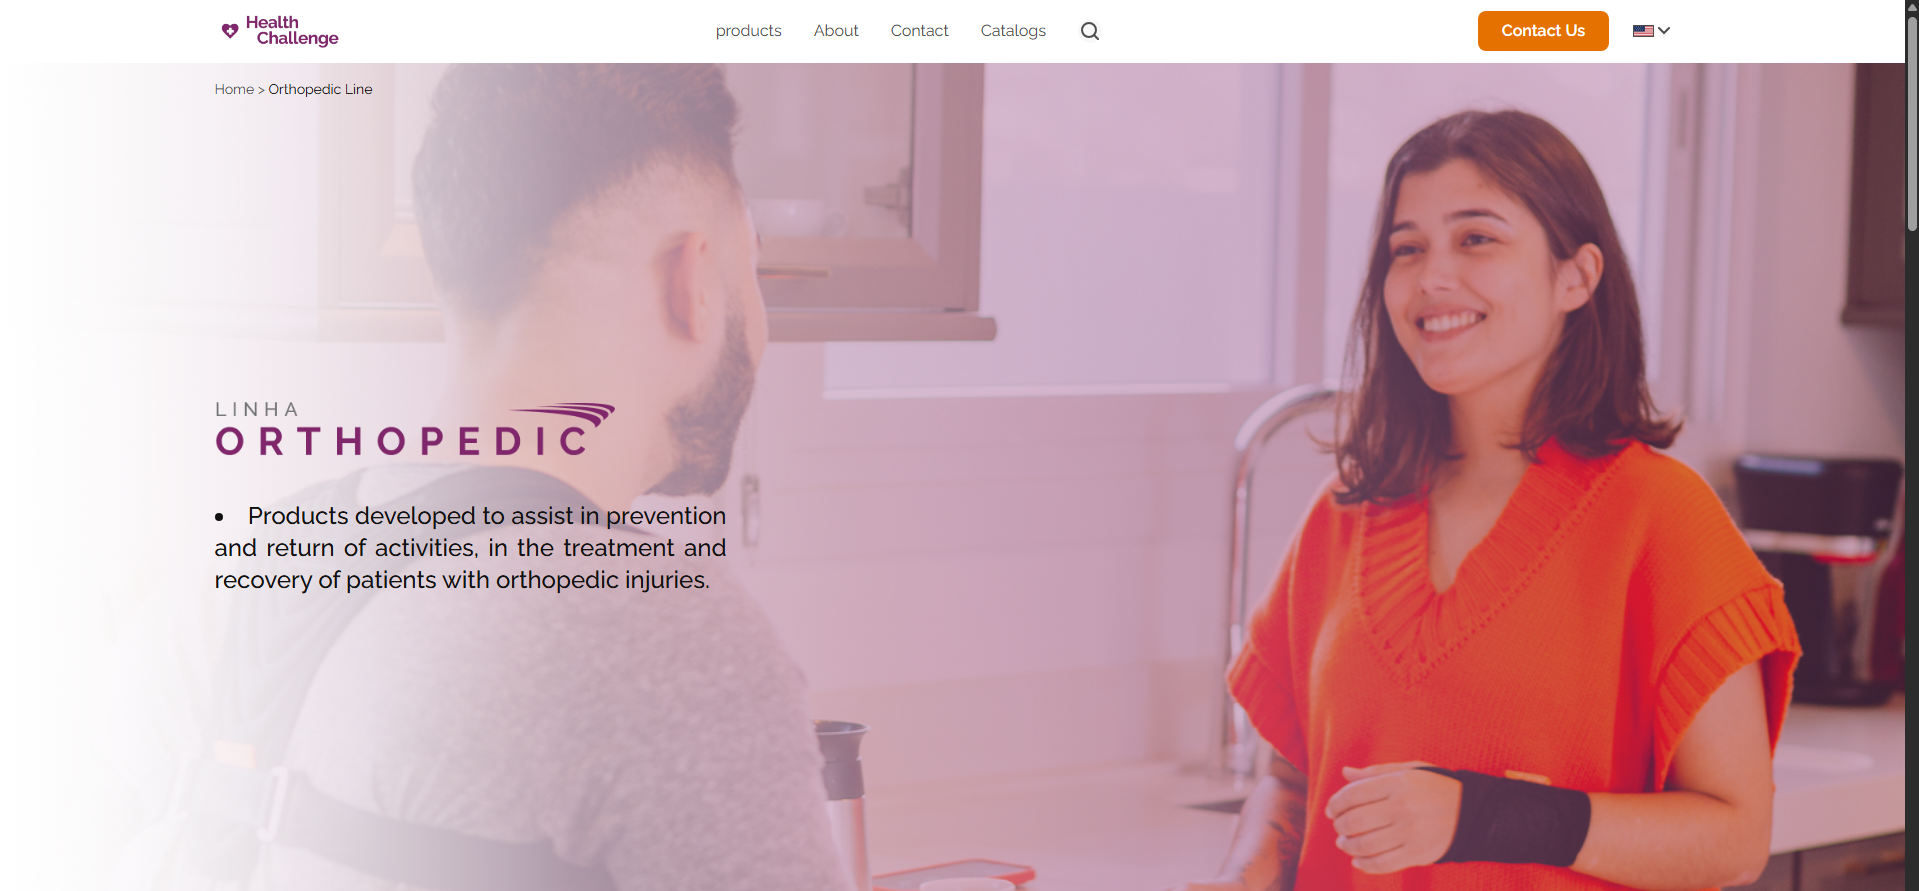 Health
Challenge
products
About
Contact
Catalogs
Contact Us
Home > Orthopedic Line
LINHA
ORTHOPEDIC
• Products developed to assist in prevention
and return of activities, in the treatment and
recovery of patients with orthopedic injuries.